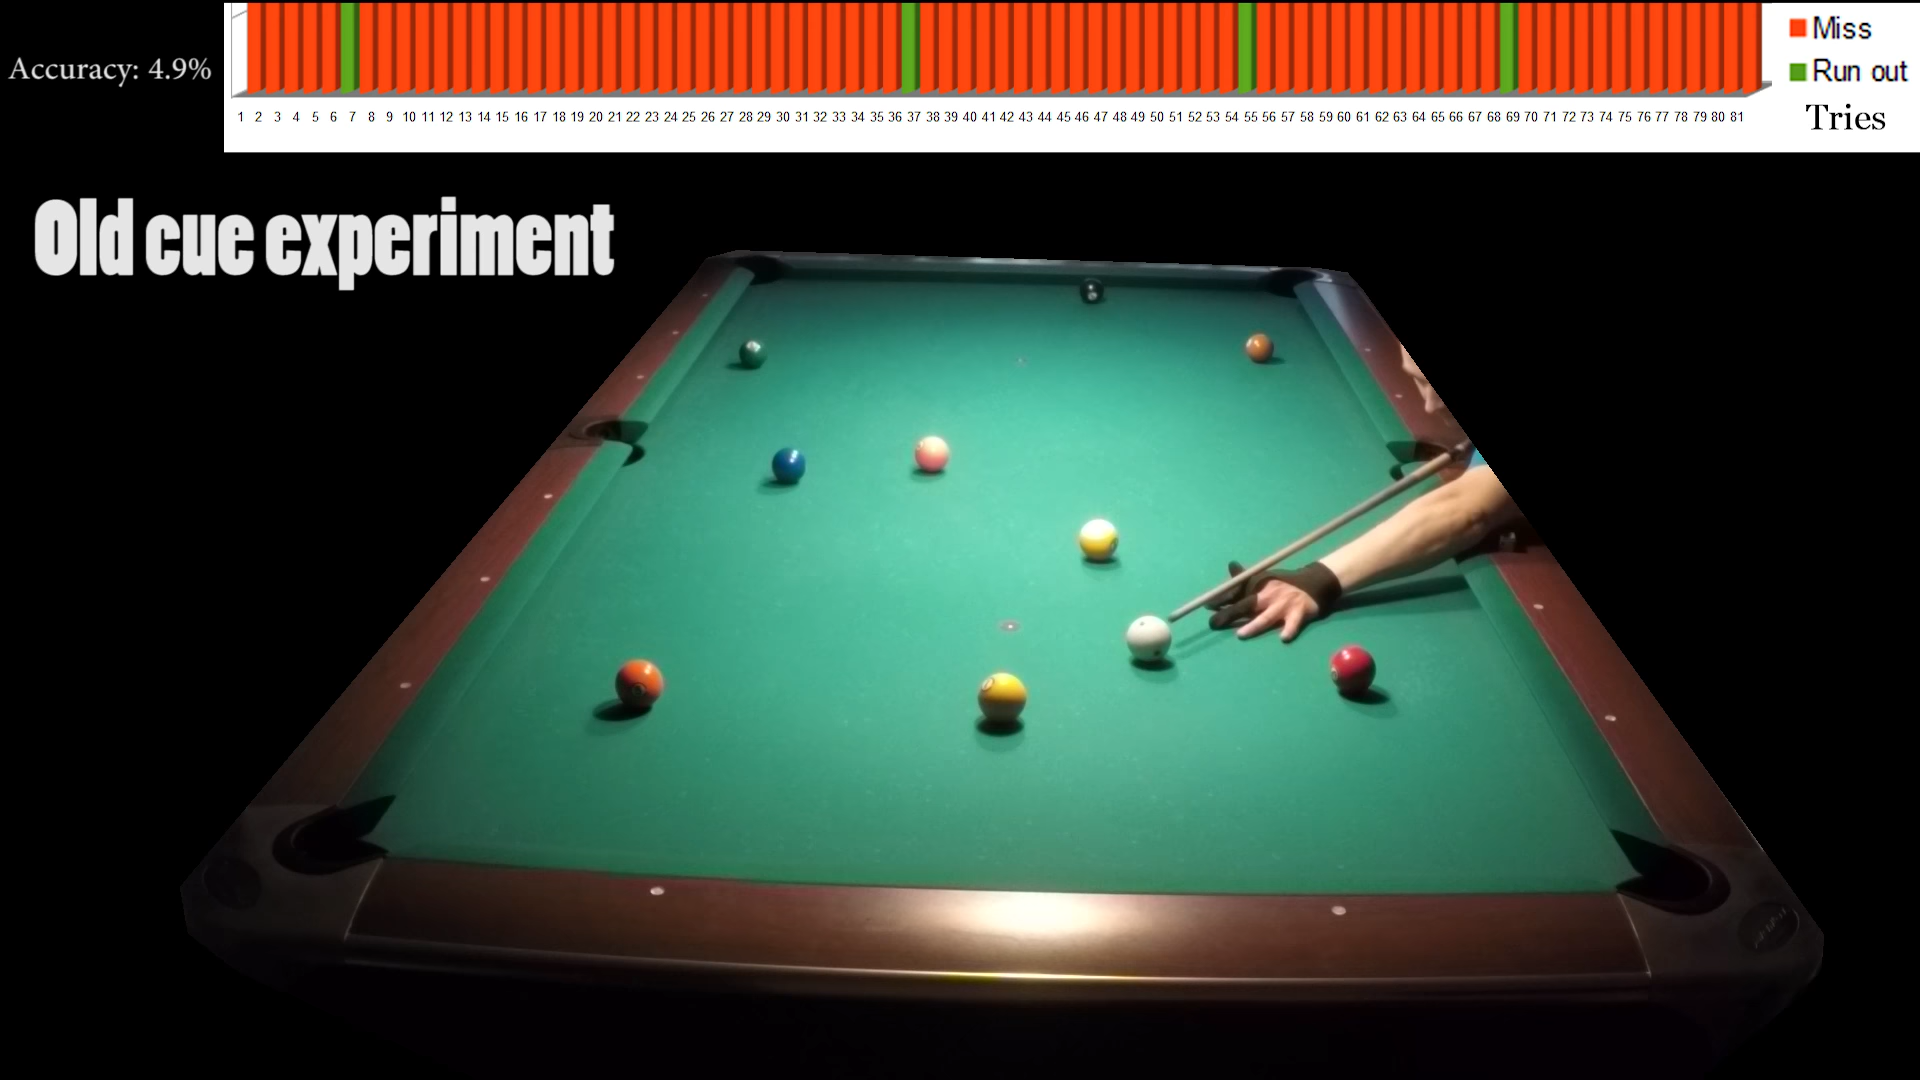 Accuracy: 4.9%
Miss
Run out
1 2 3 4 5 6 7 8 9 10 11 12 13 14 15 16 17 18 19 20 21 22 23 24 25 26 27 28 29 30 31 32 33 34 35 36 37 38 39 40 41 42 43 44 45 46 47 48 49 50 51 52 53 54 55 56 57 58 59 60 61 62 63 64 65 66 67 68 69 70 71 72 73 74 75 76 77 78 79 80 81
Tries
Old cue experiment